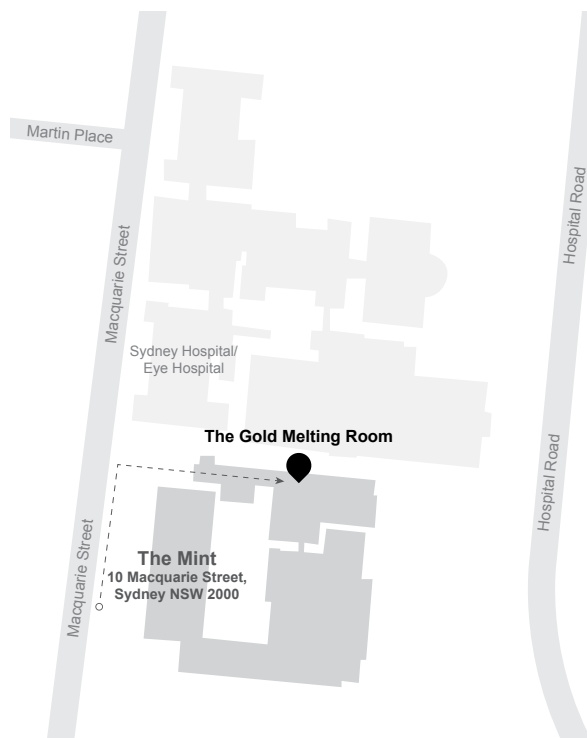 Martin Place
Hospital Road
Macquarie Street
Sydney Hospital/
Eye Hospital
The Gold Melting Room
Hospital Road
Macquarie Street
The Mint
10 Macquarie Street,
Sydney NSW 2000